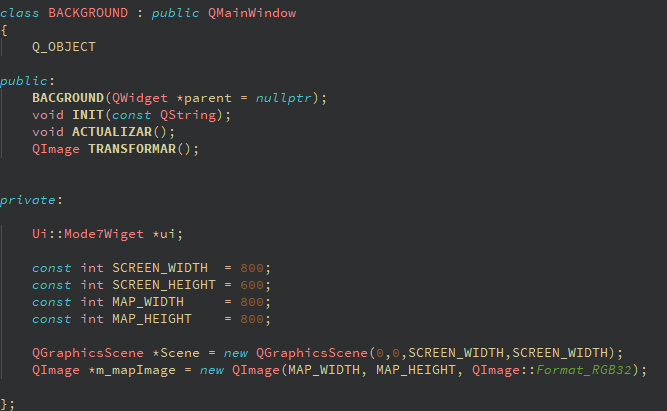 class BACKGROUND : public QMainWindow
{
    Q_OBJECT
public:
    BACGROUND(QWidget *parent = nullptr);
    void INIT(const QString);
    void ACTUALIZAR();
    QImage TRANSFORMAR();
private:
    Ui::Mode7Wiget *ui;
    const int SCREEN_WIDTH  = 800;
    const int SCREEN_HEIGHT = 600;
    const int MAP_WIDTH     = 800;
    const int MAP_HEIGHT    = 800;
    QGraphicsScene *Scene = new QGraphicsScene(0,0,SCREEN_WIDTH,SCREEN_WIDTH);
    QImage *m_mapImage = new QImage(MAP_WIDTH, MAP_HEIGHT, QImage::Format_RGB32);
};